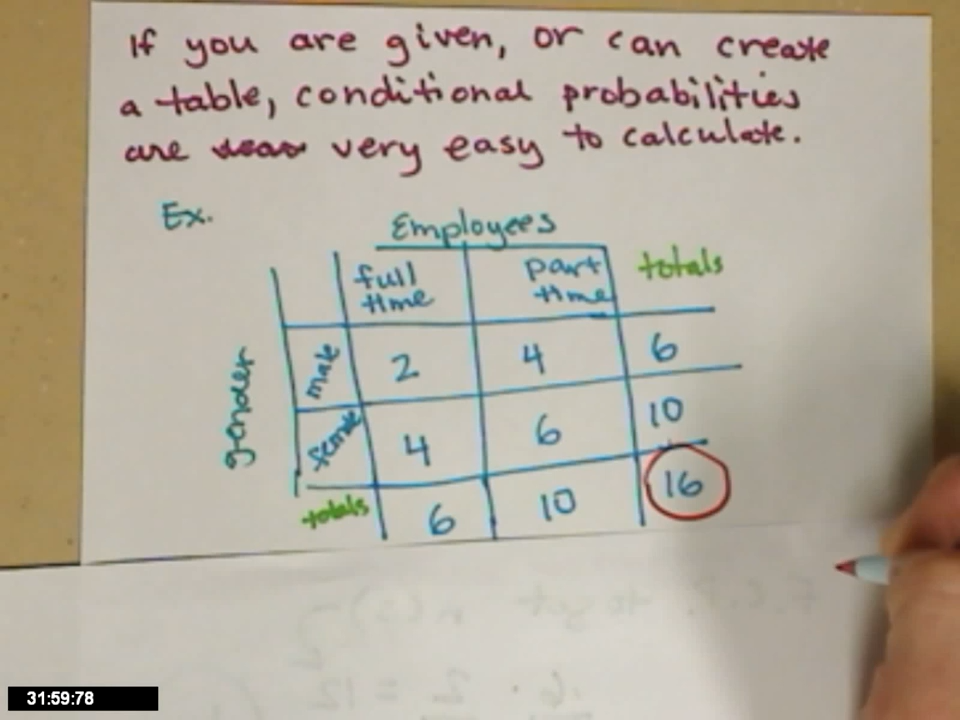 If you are given, or can create
a table, conditional probabilities
are very easy to calculate.
Ex.
Employees
full time
part time
totals
gender
male 2 4 6
female 4 6 10
totals 6 10 16
31:59:78